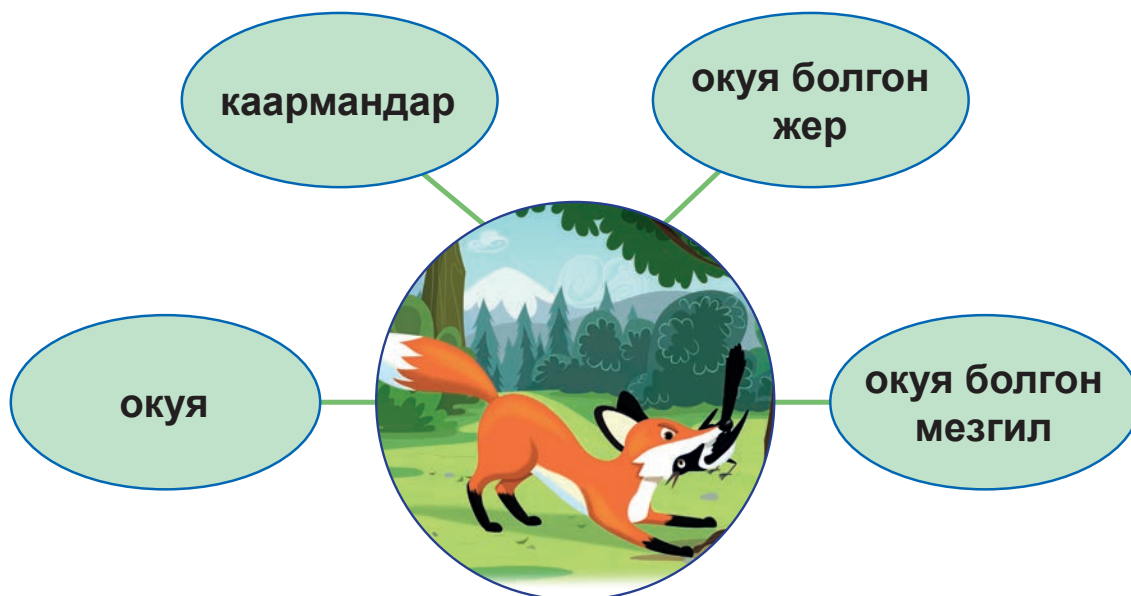 каармандар
окуя болгон
жер
окуя
окуя болгон
мезгил